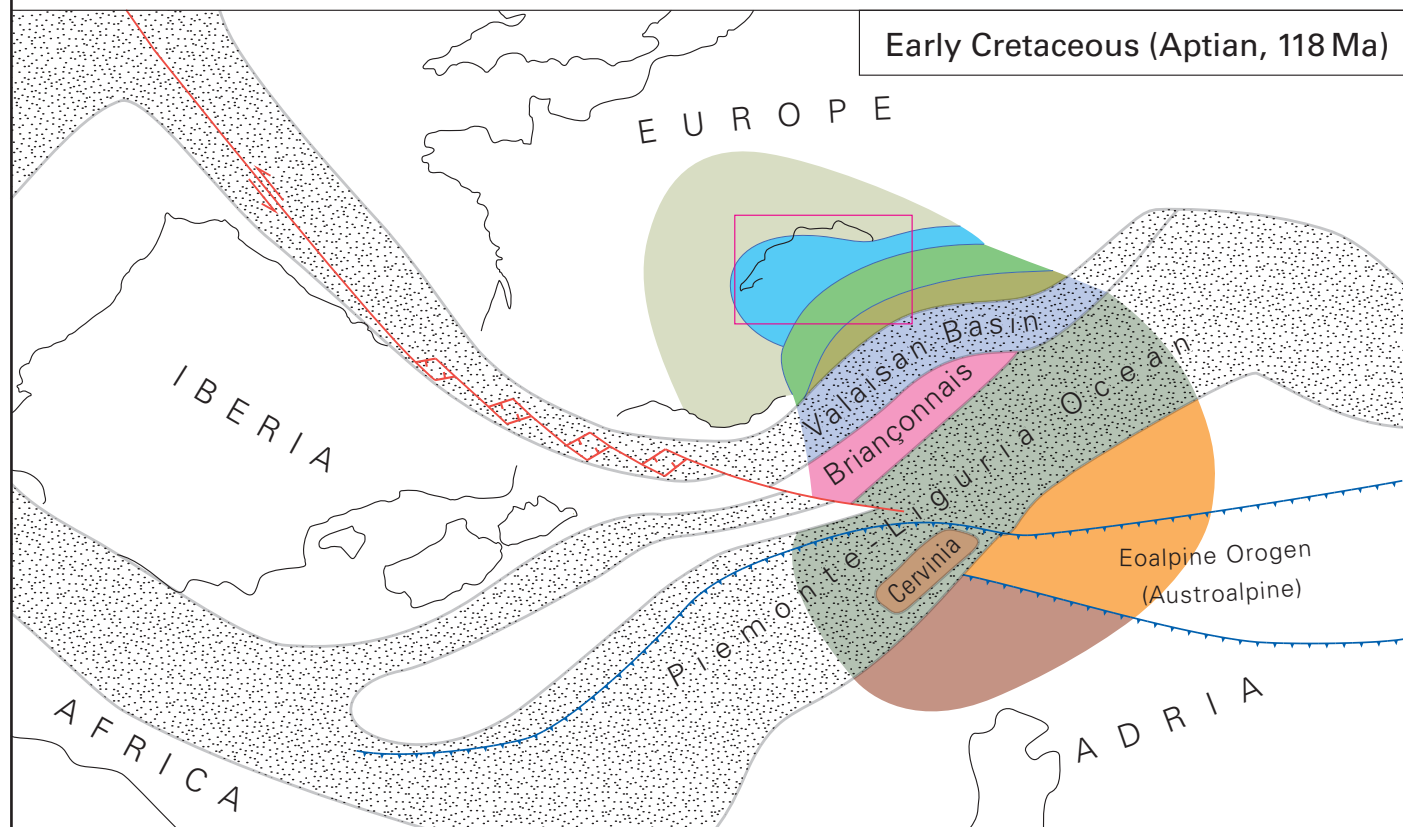 Early Cretaceous (Aptian, 118 Ma)
EUROPE
IBERIA
Valaisan Basin
Briançonnais
Piemonte-Liguria Ocean
Cervinia
Eoalpine Orogen
(Austroalpine)
AFRICA
ADRIA